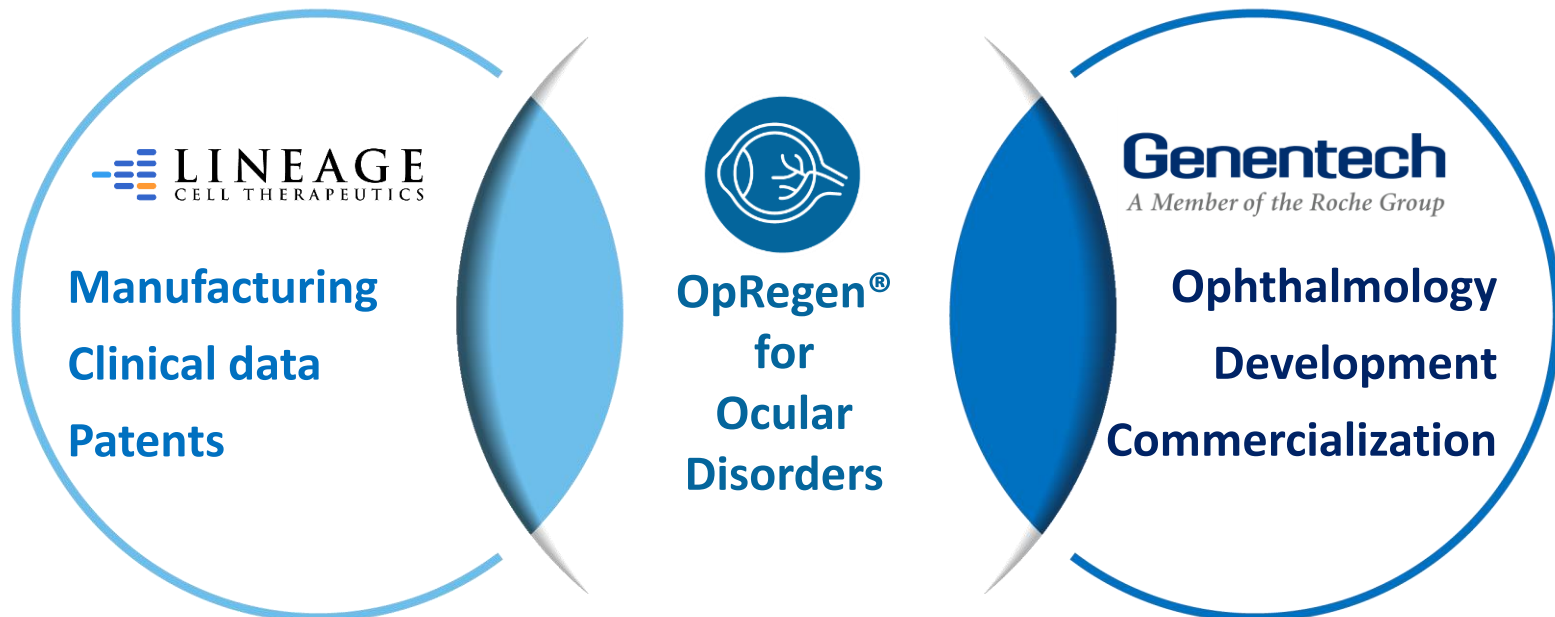 LINEAGE
CELL THERAPEUTICS
Manufacturing
Clinical data
Patents
OpRegen®
for
Ocular
Disorders
Genentech
A Member of the Roche Group
Ophthalmology
Development
Commercialization